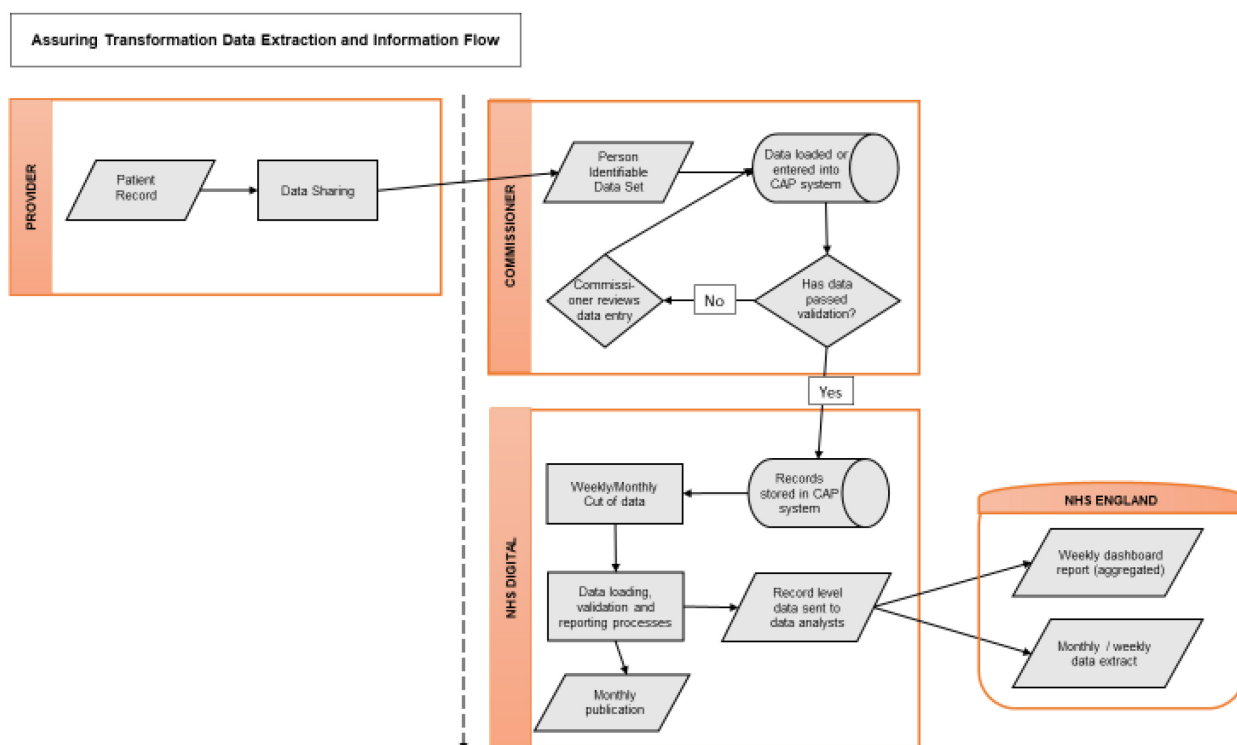 Assuring Transformation Data Extraction and Information Flow
PROVIDER
Patient
Record
Data Sharing
COMMISSIONER
Person
Identifiable
Data Set
Data loaded or
entered into
CAP system
Commissi-
oner reviews
data entry
No
Has data
passed
validation?
Yes
NHS DIGITAL
Weekly/Monthly
Cut of data
Records
stored in CAP
system
Data loading,
validation and
reporting processes
Record level
data sent to
data analysts
Monthly
publication
NHS ENGLAND
Weekly dashboard
report (aggregated)
Monthly / weekly
data extract